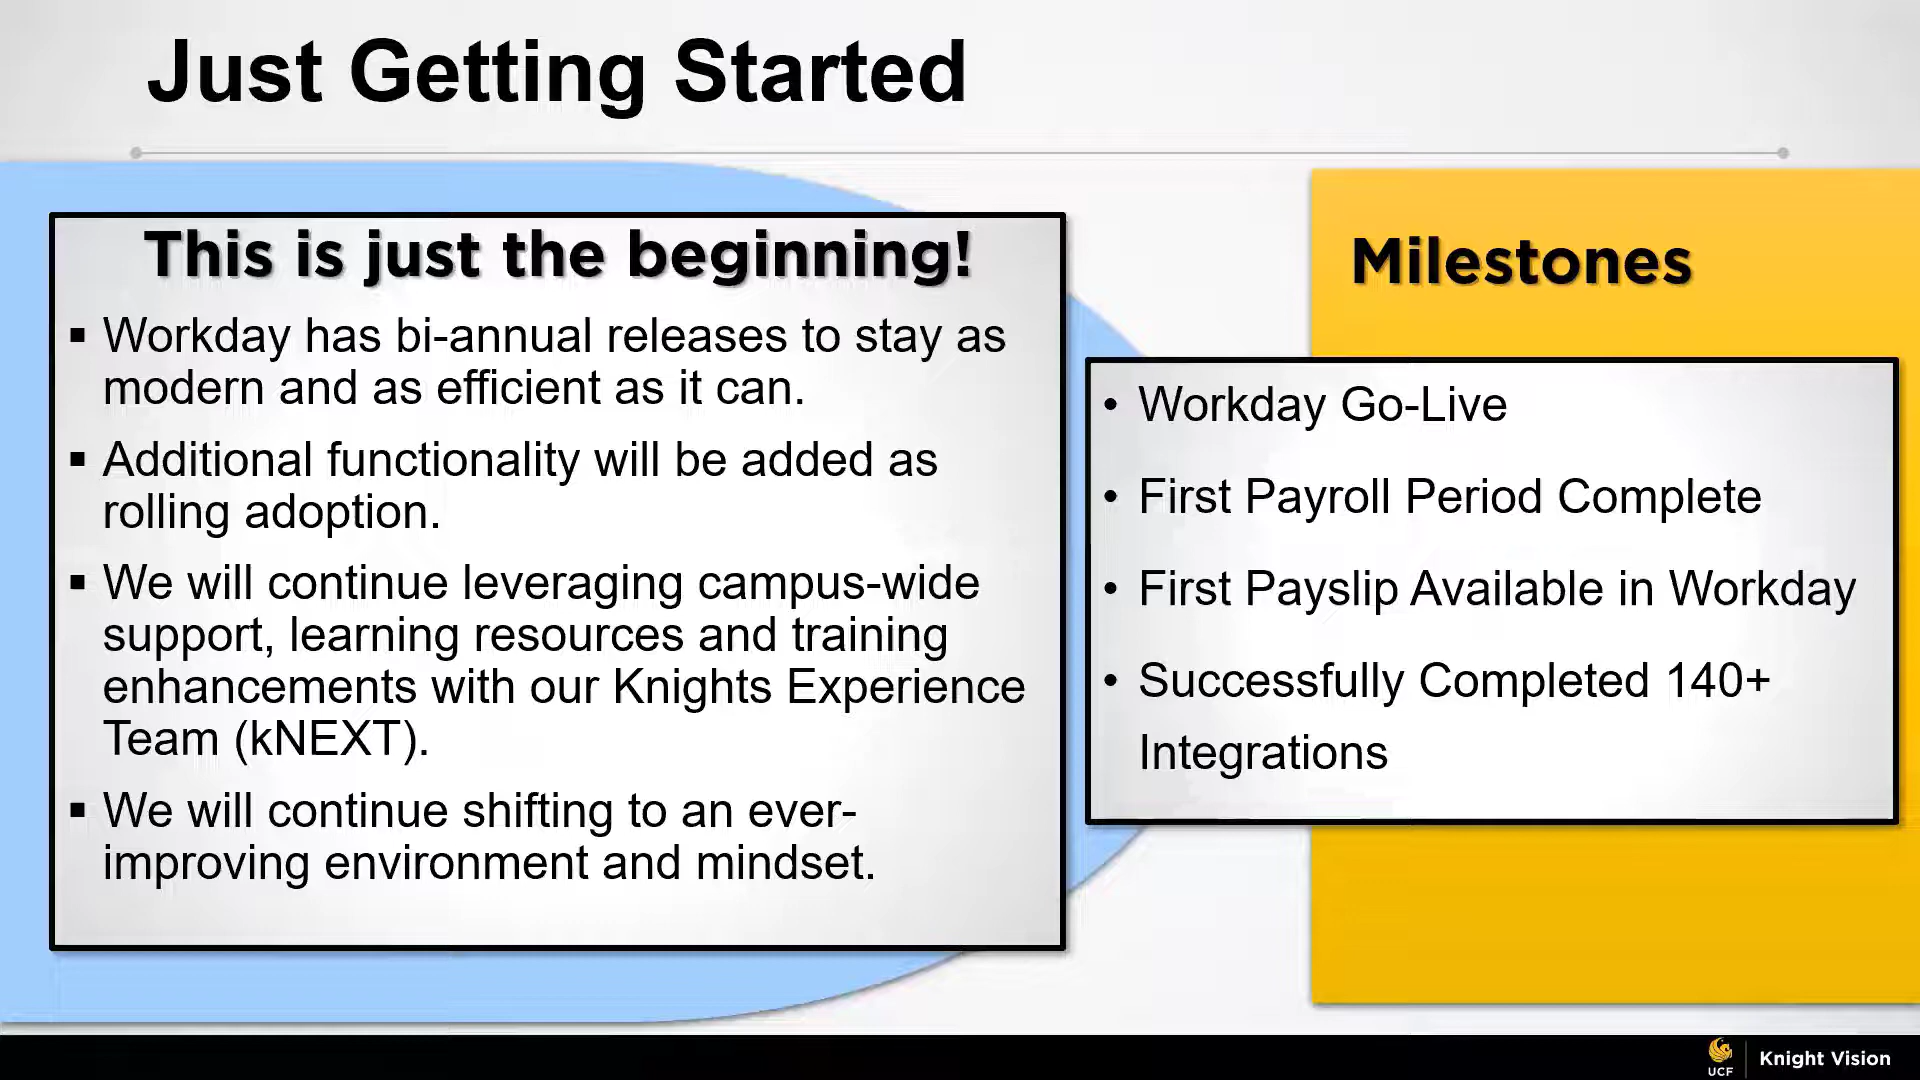 Just Getting Started
This is just the beginning!
▪ Workday has bi-annual releases to stay as
modern and as efficient as it can.
▪ Additional functionality will be added as
rolling adoption.
▪ We will continue leveraging campus-wide
support, learning resources and training
enhancements with our Knights Experience
Team (kNEXT).
▪ We will continue shifting to an ever-
improving environment and mindset.
Milestones
• Workday Go-Live
• First Payroll Period Complete
• First Payslip Available in Workday
• Successfully Completed 140+
Integrations
UCF
Knight Vision